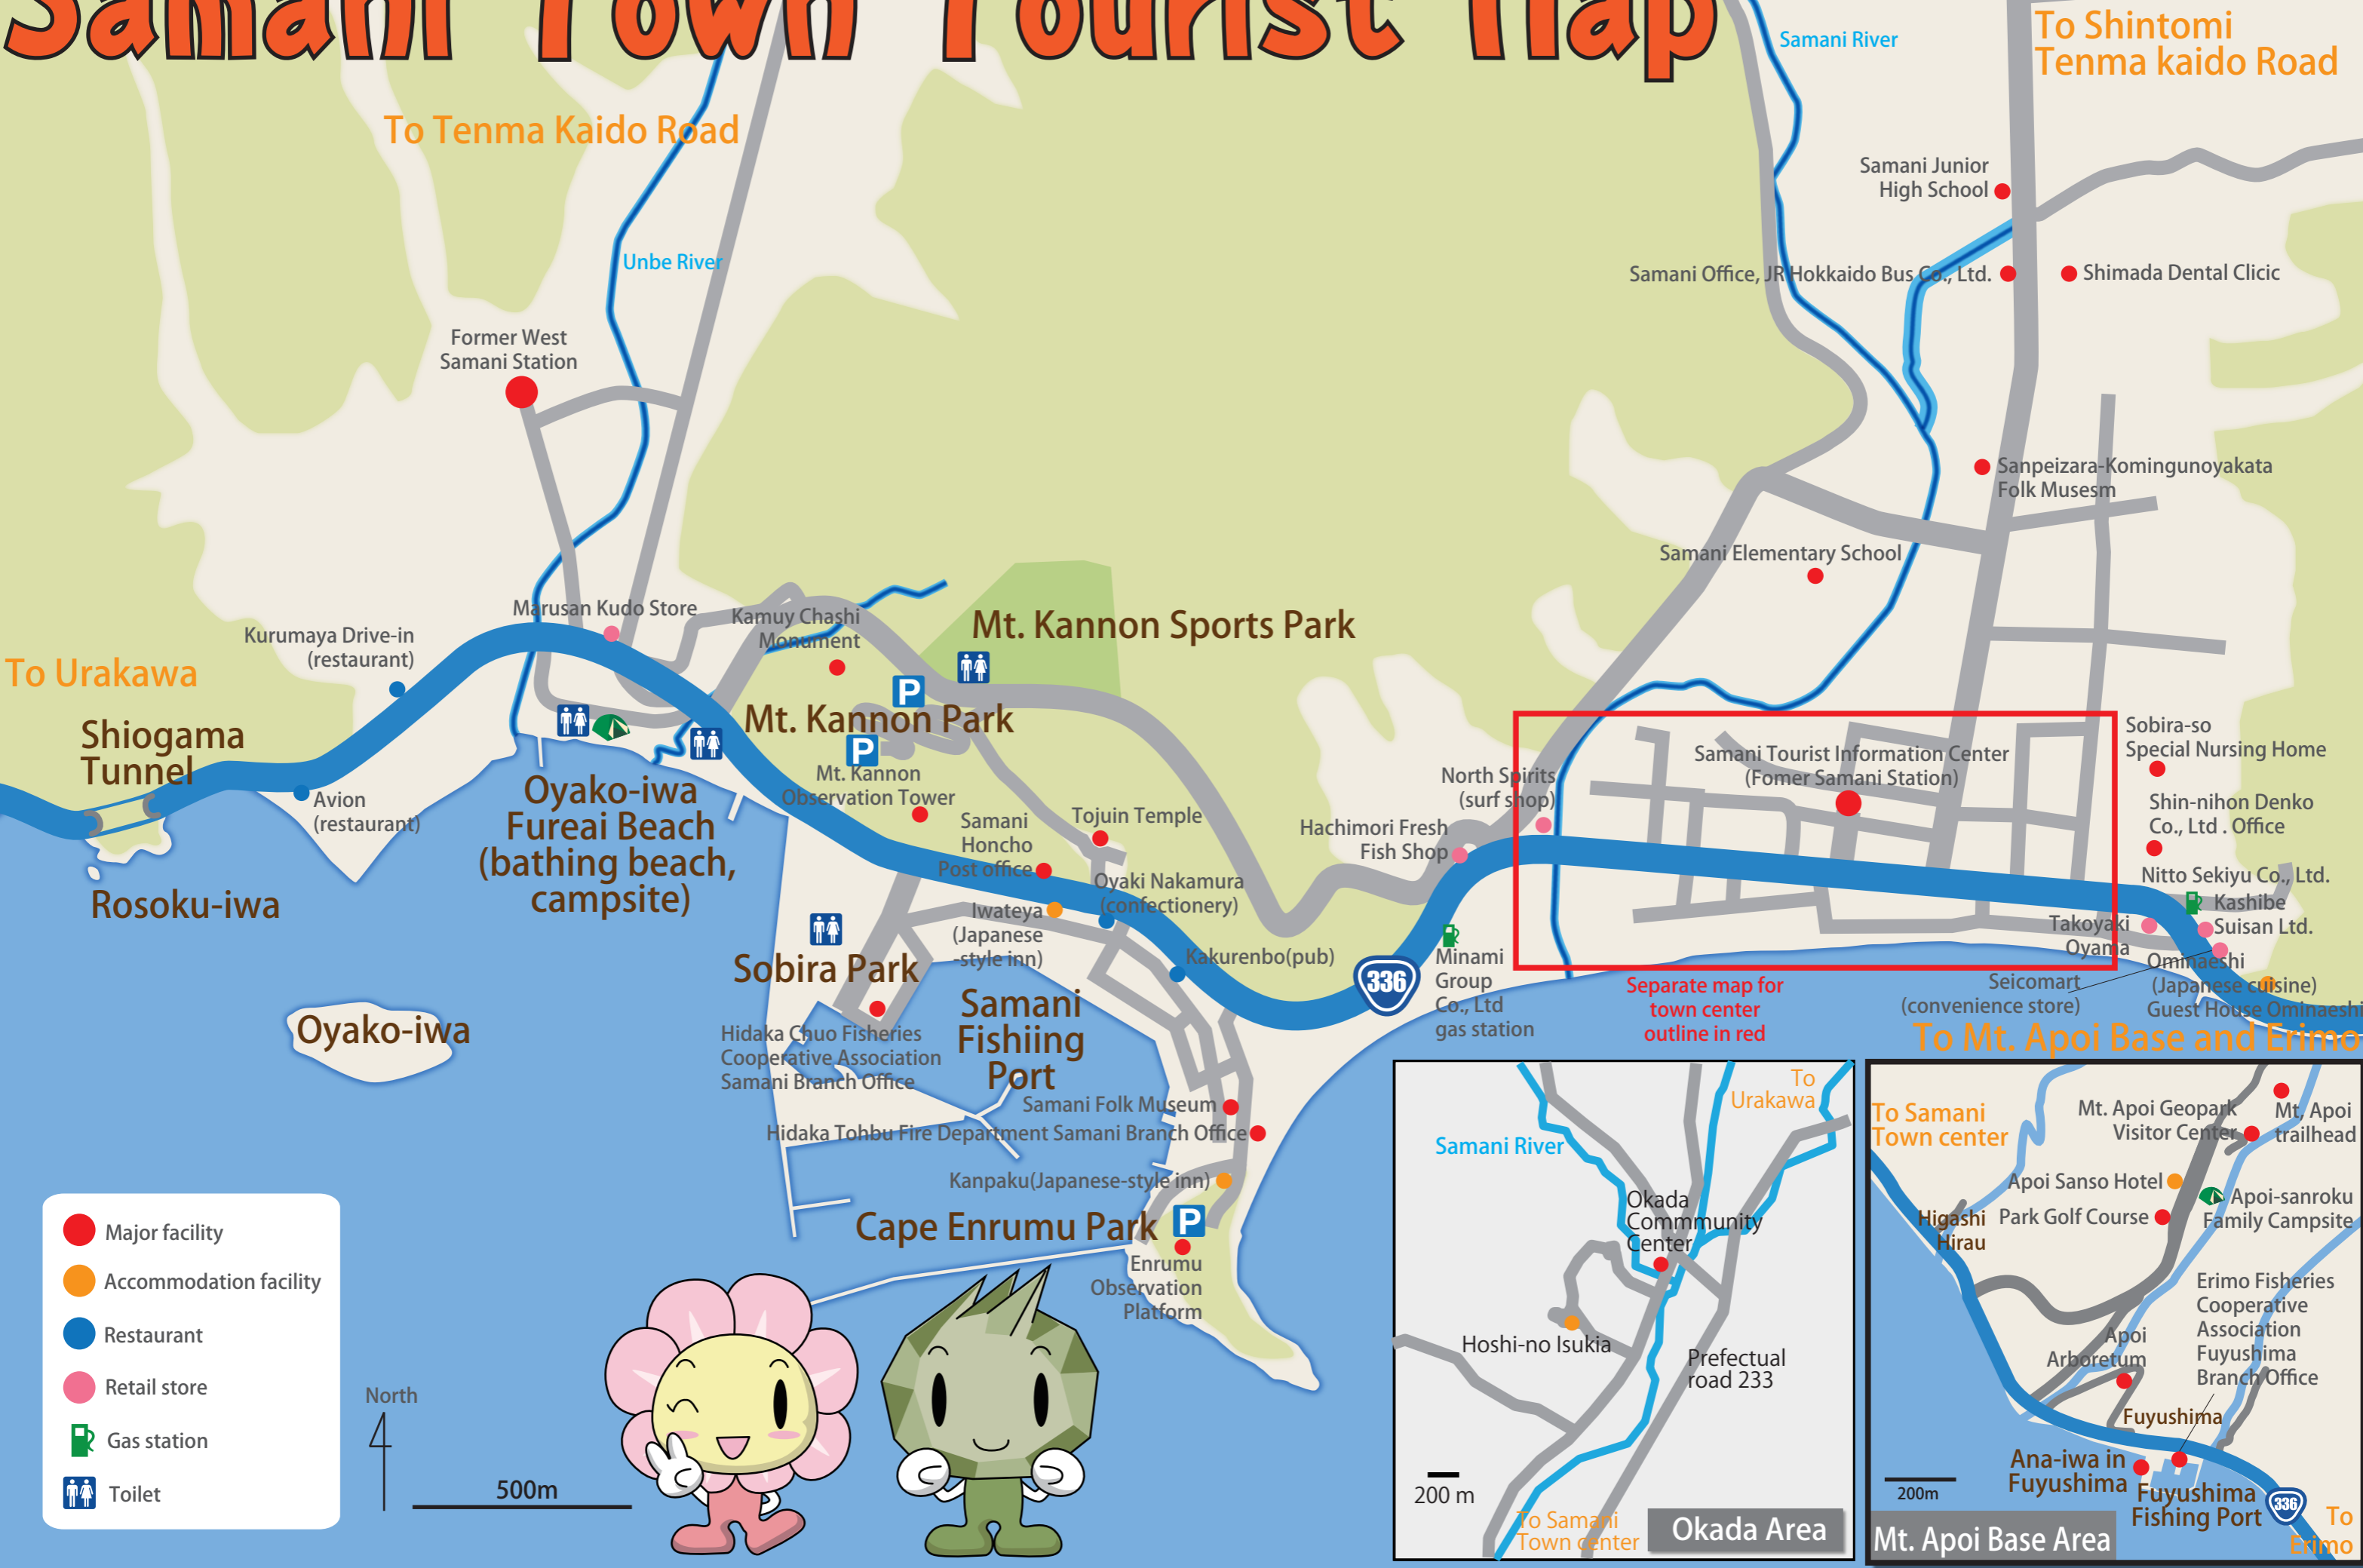 Samani Town Tourist Map
To Tenma Kaido Road
Samani River
To Shintomi
Tenma kaido Road
Unbe River
Samani Junior
High School
Samani Office, JR Hokkaido Bus Co., Ltd.
Shimada Dental Clicic
Former West
Samani Station
Sanpeizara-Komingunoyakata
Folk Musesm
Samani Elementary School
Marusan Kudo Store
Kamuy Chashi
Monument
Mt. Kannon Sports Park
Kurumaya Drive-in
(restaurant)
To Urakawa
Shiogama
Tunnel
P
Mt. Kannon Park
P
Avion
(restaurant)
Rosoku-iwa
Oyako-iwa
Fureai Beach
(bathing beach,
campsite)
Mt. Kannon
Observation Tower
Samani
Honcho
Post office
Tojuin Temple
Oyaki Nakamura
(confectionery)
Iwateya
(Japanese
-style inn)
Kakurenbo(pub)
North Spirits
(surf shop)
Hachimori Fresh
Fish Shop
Samani Tourist Information Center
(Fomer Samani Station)
Sobira-so
Special Nursing Home
Shin-nihon Denko
Co., Ltd . Office
Nitto Sekiyu Co., Ltd.
Kashibe
Suisan Ltd.
Takoyaki
Oyama
Ominaeshi
(Japanese cuisine)
Guest House Ominaeshi
Seicomart
(convenience store)
336
Minami
Group
Co., Ltd
gas station
Separate map for
town center
outline in red
To Mt. Apoi Base and Erimo
Sobira Park
Oyako-iwa
Hidaka Chuo Fisheries
Cooperative Association
Samani Branch Office
Samani
Fishiing
Port
Samani Folk Museum
Hidaka Tohbu Fire Department Samani Branch Office
Kanpaku(Japanese-style inn)
Cape Enrumu Park
P
Enrumu
Observation
Platform
Major facility
Accommodation facility
Restaurant
Retail store
Gas station
Toilet
North
500m
To
Urakawa
Samani River
Okada
Commmunity
Center
Hoshi-no Isukia
Prefectual
road 233
200 m
To Samani
Town center
Okada Area
To Samani
Town center
Mt. Apoi Geopark
Visitor Center
Mt, Apoi
trailhead
Apoi Sanso Hotel
Apoi-sanroku
Family Campsite
Park Golf Course
Higashi
Hirau
Erimo Fisheries
Cooperative
Association
Fuyushima
Branch Office
Apoi
Arboretum
Fuyushima
Ana-iwa in
Fuyushima
Fuyushima
Fishing Port
336
To
Erimo
200m
Mt. Apoi Base Area